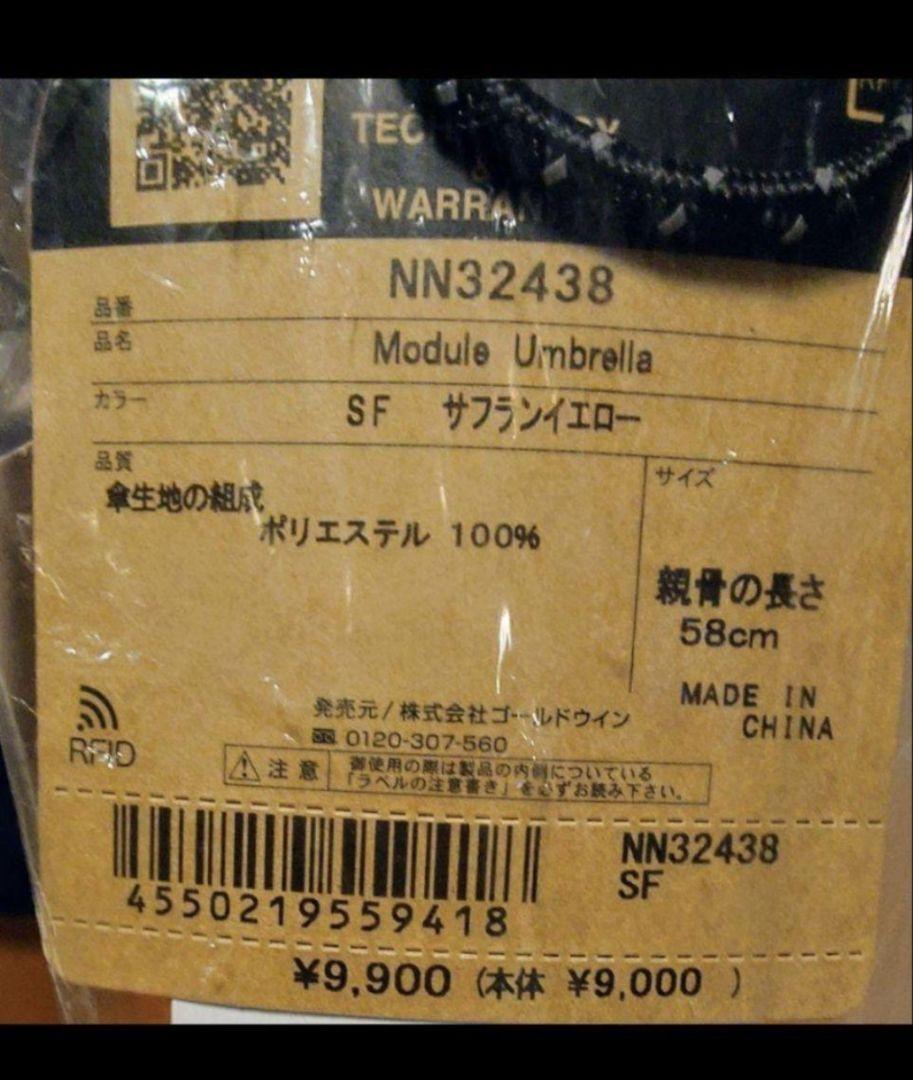 WARRAN
NN32438
品番
品名 Module Umbrella
カラー SF サフランイエロー
品質
サイズ
傘生地の組成
ポリエステル 100%
親骨の長さ
58cm
MADE IN
CHINA
RFID
発売元/株式会社ゴールドウイン
0120-307-560
注意
御使用の際は製品の内側についている
「ラベルの注意書き」を必ずお読み下さい。
4550219559418
NN32438
SF
¥9,900 (本体 ¥9,000 )